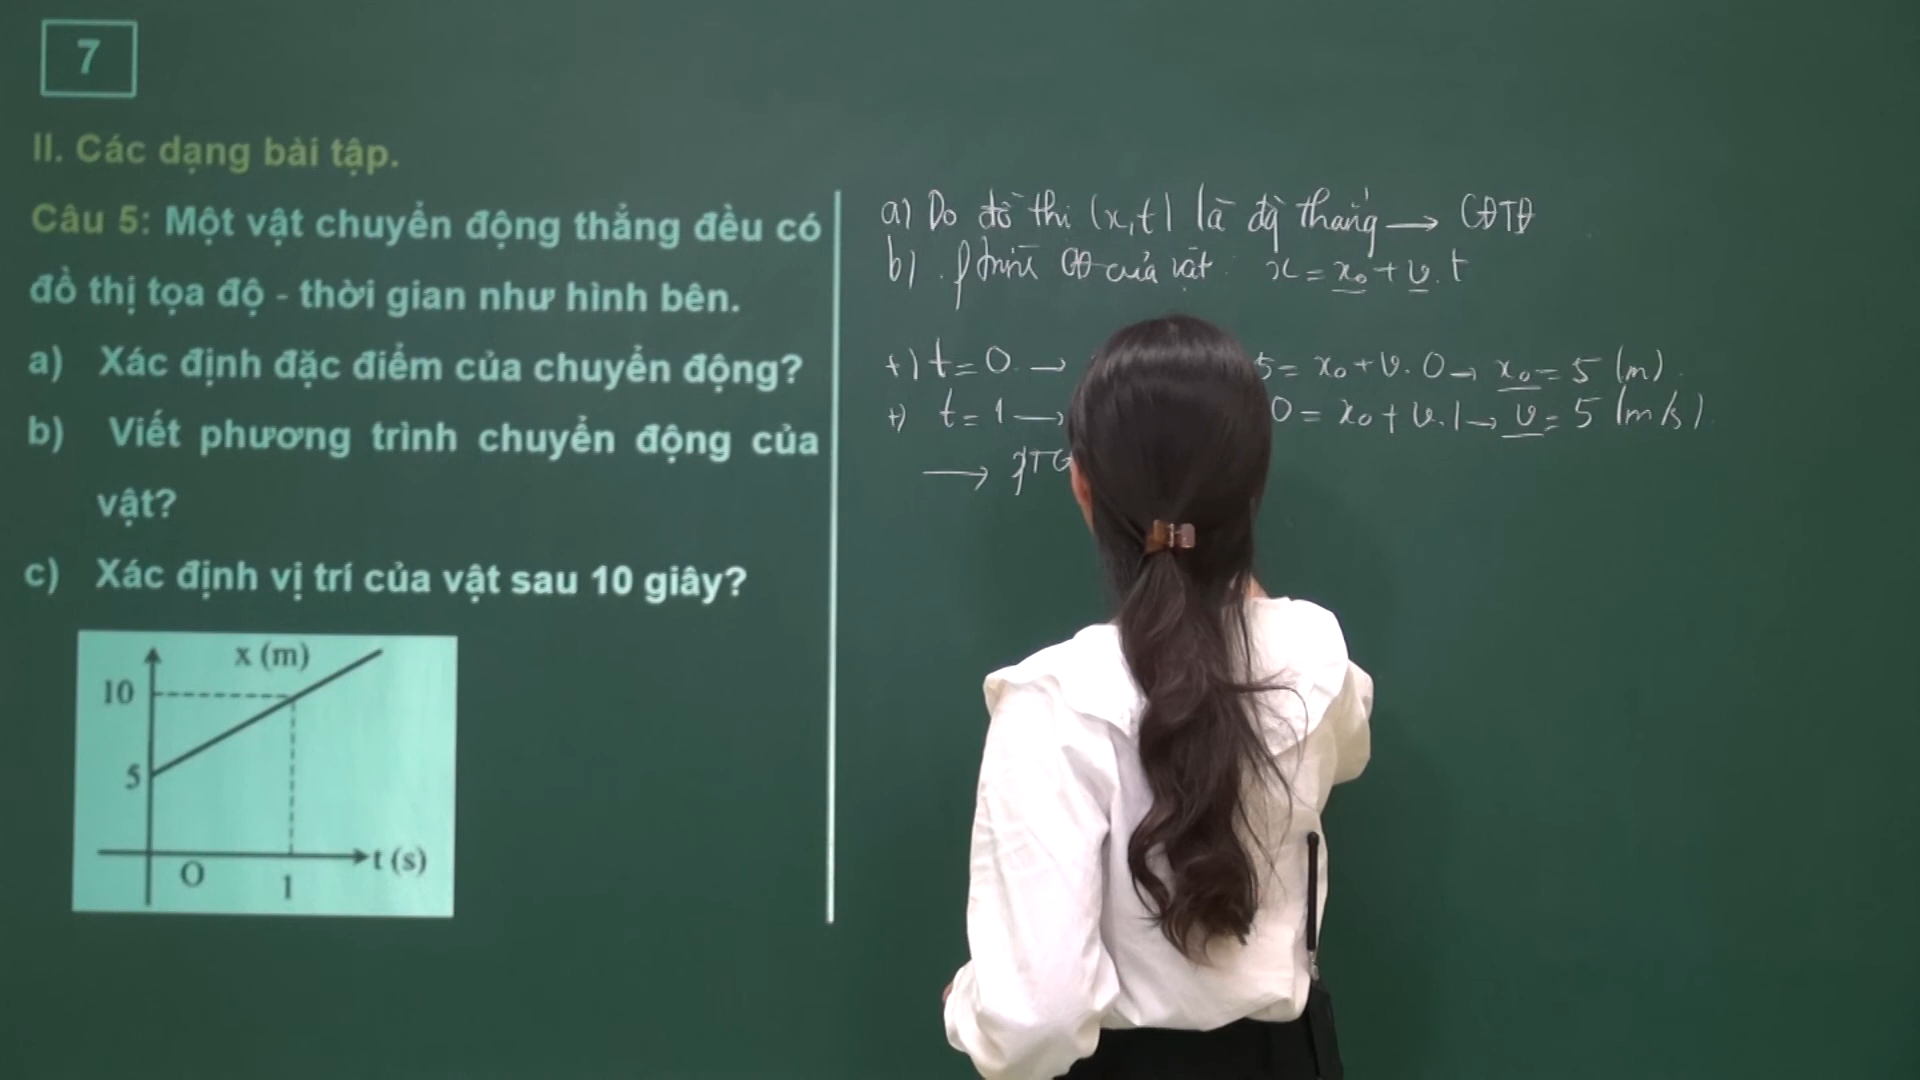 7
II. Các dạng bài tập.
Câu 5: Một vật chuyển động thẳng đều có
đồ thị tọa độ - thời gian như hình bên.
a) Xác định đặc điểm của chuyển động?
b) Viết phương trình chuyển động của
vật?
c) Xác định vị trí của vật sau 10 giây?
x (m)
10
5
O
1
t (s)
a) Do đồ thị (x,t) là đg thẳng → CĐTĐ
b) CĐ của vật: x = x₀ + v.t
+) t = 0 → 5 = x₀ + v.0 → x₀ = 5 (m).
+) t = 1 → 0 = x₀ + v.1 → v = 5 (m/s).
→